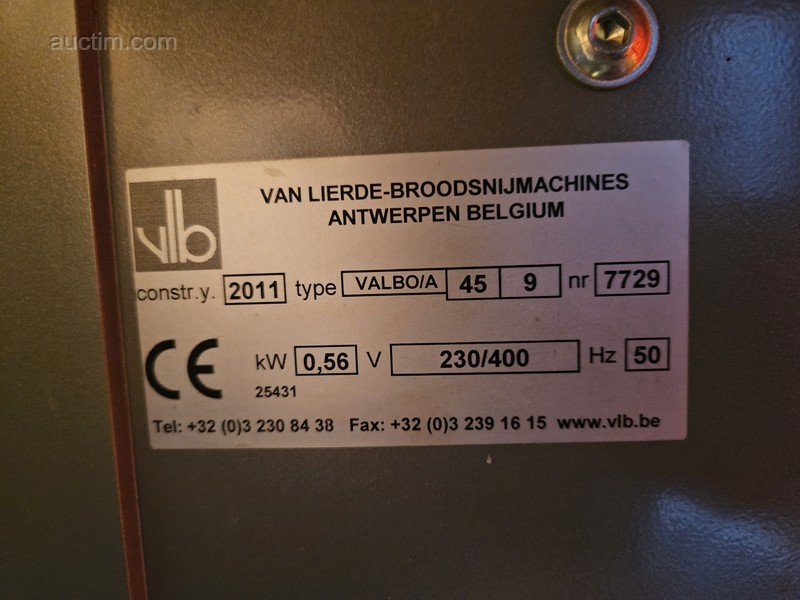 auctim.com
vlb
VAN LIERDE-BROODSNIJMACHINES
ANTWERPEN BELGIUM
constr.y. 2011 type VALBO/A 45 9 nr 7729
CE kW 0,56 V 230/400 Hz 50
25431
Tel: +32 (0)3 230 84 38 Fax: +32 (0)3 239 16 15 www.vlb.be